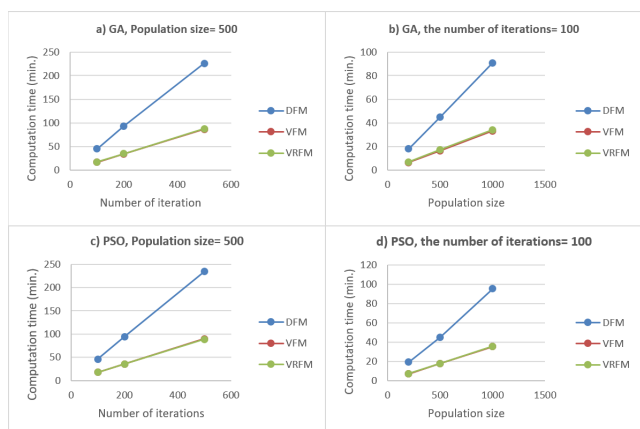 a) GA, Population size= 500
Computation time (min.)
250
200
150
100
50
0
0 200 400 600
Number of iteration
DFM
VFM
VRFM
b) GA, the number of iterations= 100
Computation time (min.)
100
80
60
40
20
0
0 500 1000 1500
Population size
DFM
VFM
VRFM
c) PSO, Population size= 500
Computation time (min.)
250
200
150
100
50
0
0 200 400 600
Number of iterations
DFM
VFM
VRFM
d) PSO, the number of iterations= 100
Computation time (min.)
120
100
80
60
40
20
0
0 500 1000 1500
Population size
DFM
VFM
VRFM